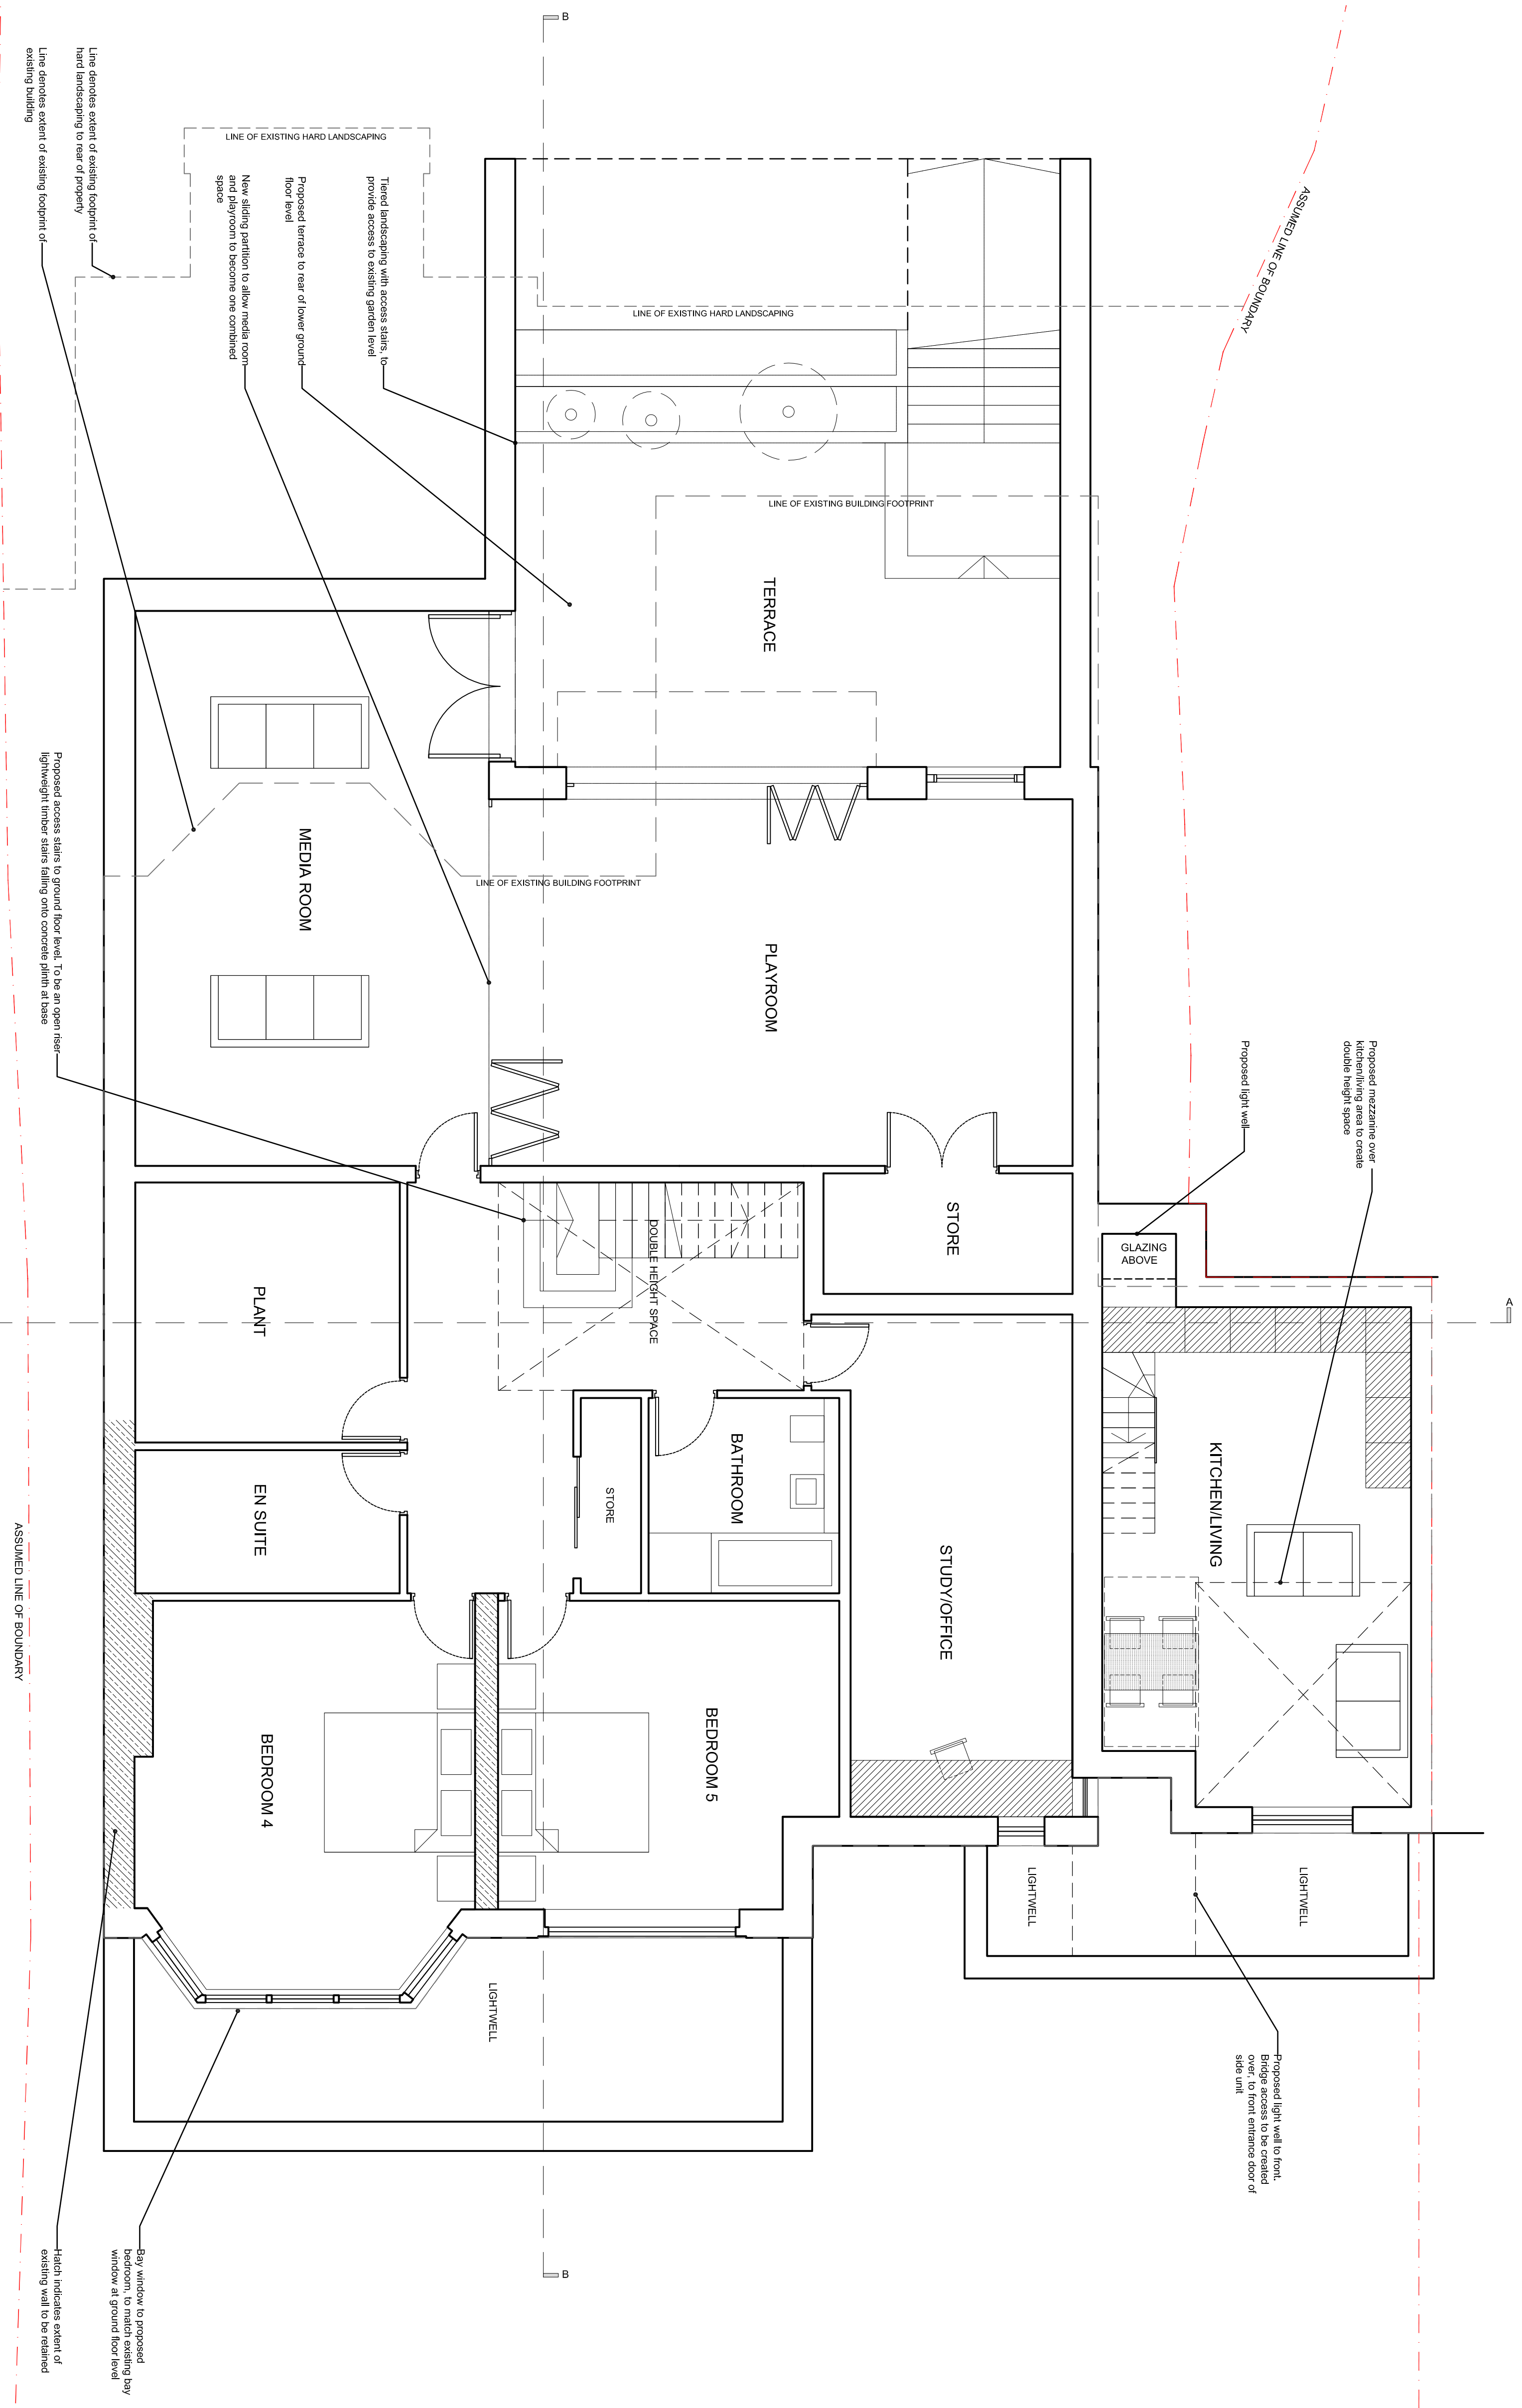 B
LINE OF EXISTING HARD LANDSCAPING
ASSUMED LINE OF BOUNDARY
Line denotes extent of existing footprint of
hard landscaping to rear of property
Line denotes extent of existing footprint of
existing building
New sliding partition to allow media room
and playroom to become one combined
space
Proposed terrace to rear of lower ground
floor level
Tiered landscaping with access stairs, to
provide access to existing garden level
LINE OF EXISTING HARD LANDSCAPING
LINE OF EXISTING BUILDING FOOTPRINT
TERRACE
Proposed access stairs to ground floor level. To be an open riser
lightweight timber stairs falling onto concrete plinth at base
MEDIA ROOM
LINE OF EXISTING BUILDING FOOTPRINT
PLAYROOM
Proposed light well
Proposed mezzanine over
kitchen/living area to create
double height space
STORE
GLAZING
ABOVE
DOUBLE HEIGHT SPACE
PLANT
A
KITCHEN/LIVING
BATHROOM
STORE
EN SUITE
STUDY/OFFICE
ASSUMED LINE OF BOUNDARY
BEDROOM 4
BEDROOM 5
LIGHTWELL
LIGHTWELL
LIGHTWELL
Proposed light well to front.
Bridge access to be created
over, to front entrance door of
side unit
Bay window to proposed
bedroom, to match existing bay
window at ground floor level
Hatch indicates extent of
existing wall to be retained
B